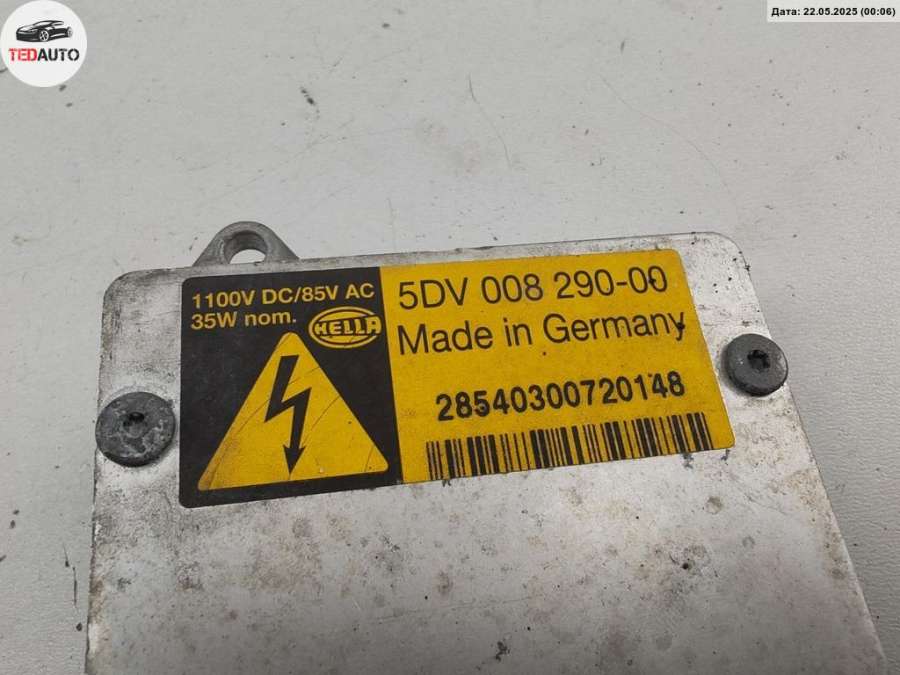 TEDAUTO
Дата: 22.05.2025 (00:06)
1100V DC/85V AC
35W nom.
HELLA
5DV 008 290-00
Made in Germany
28540300720148